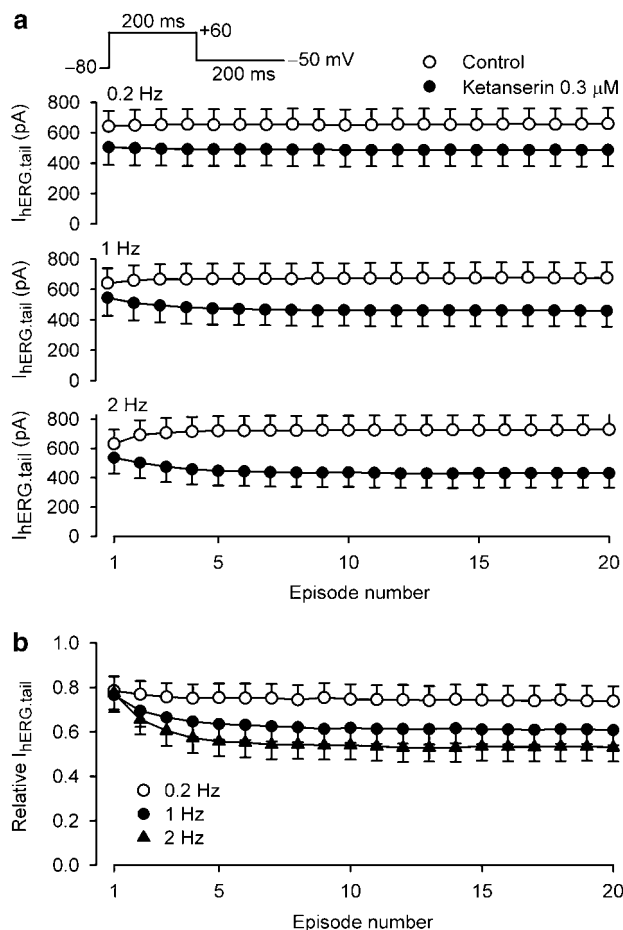 a
200 ms
+60
−80
200 ms
−50 mV
Control
Ketanserin 0.3 μM
0.2 Hz
800
600
400
200
0
IhERG.tail (pA)
1 Hz
800
600
400
200
0
IhERG.tail (pA)
2 Hz
800
600
400
200
0
IhERG.tail (pA)
1 5 10 15 20
Episode number
b
1.0
0.8
0.6
0.4
0.2
0.0
Relative IhERG.tail
0.2 Hz
1 Hz
2 Hz
1 5 10 15 20
Episode number